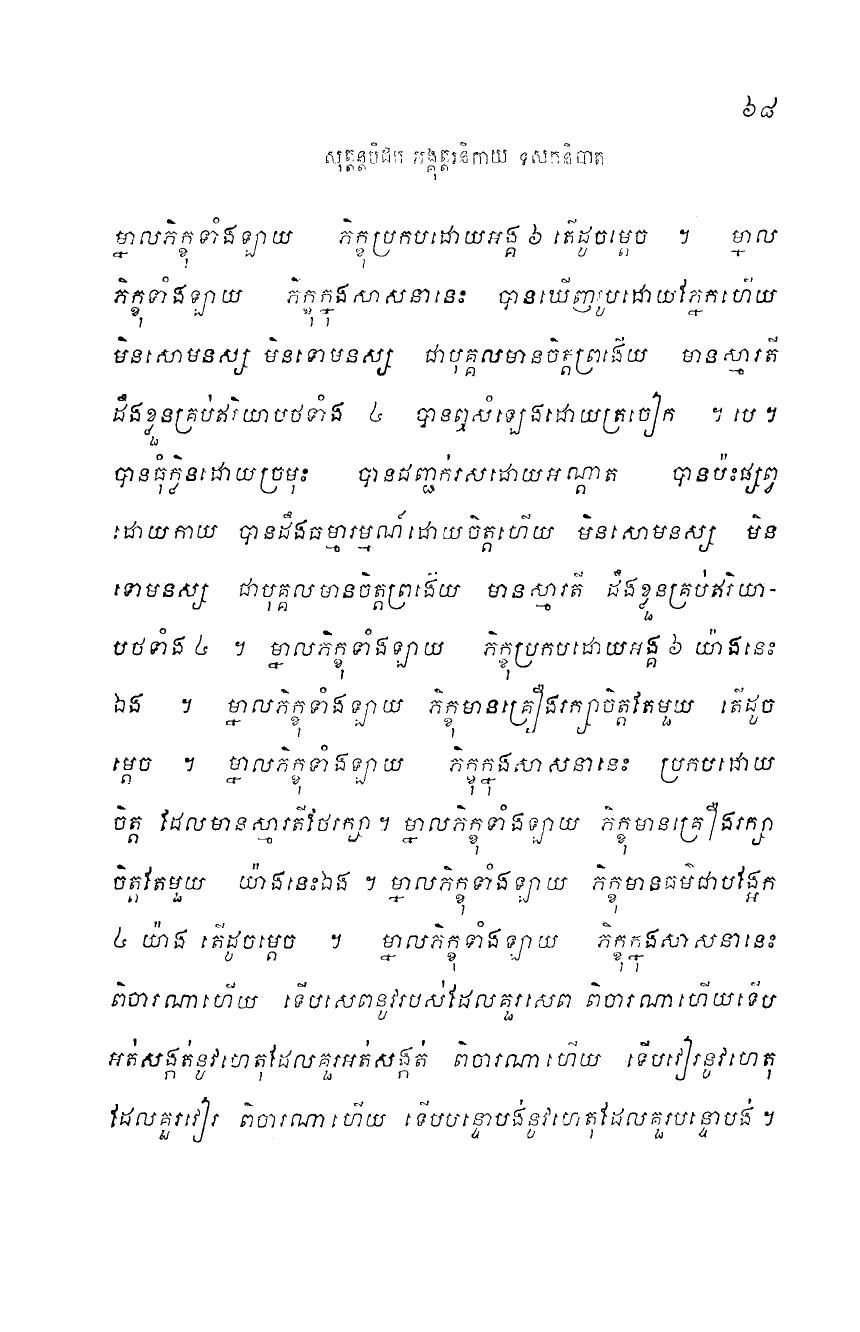 ៦៨
សុត្តន្តបិដក អង្គុត្តរនិកាយ ទសកនិបាត
ម្នាលភិក្ខុទាំងឡាយ ភិក្ខុប្រកបដោយអង្គ ៦ តើដូចម្តេច ។ ម្នាល
ភិក្ខុទាំងឡាយ ភិក្ខុក្នុងសាសនានេះ បានឃើញរូបដោយភ្នែកហើយ
មិនសោមនស្ស មិនទោមនស្ស ជាបុគ្គលមានចិត្តព្រងើយ មានស្មារតី
ដឹងខ្លួនគ្រប់ឥរិយាបថទាំង ៤ បានឮសំឡេងដោយត្រចៀក ។ បេ ។
បានធុំក្លិនដោយច្រមុះ បានជញ្ជក់រសដោយអណ្តាត បានប៉ះផ្សព្វ
ដោយកាយ បានដឹងធម្មារម្មណ៍ដោយចិត្តហើយ មិនសោមនស្ស មិន
ទោមនស្ស ជាបុគ្គលមានចិត្តព្រងើយ មានស្មារតី ដឹងខ្លួនគ្រប់ឥរិយា-
បថទាំង ៤ ។ ម្នាលភិក្ខុទាំងឡាយ ភិក្ខុប្រកបដោយអង្គ ៦ យ៉ាងនេះ
ឯង ។ ម្នាលភិក្ខុទាំងឡាយ ភិក្ខុមានគ្រឿងរក្សាចិត្តតែមួយ តើដូច
ម្តេច ។ ម្នាលភិក្ខុទាំងឡាយ ភិក្ខុក្នុងសាសនានេះ ប្រកបដោយ
ចិត្ត ដែលមានស្មារតីថែរក្សា ។ ម្នាលភិក្ខុទាំងឡាយ ភិក្ខុមានគ្រឿងរក្សា
ចិត្តតែមួយ យ៉ាងនេះឯង ។ ម្នាលភិក្ខុទាំងឡាយ ភិក្ខុមានធម៌ជាបង្អែក
៤ យ៉ាង តើដូចម្តេច ។ ម្នាលភិក្ខុទាំងឡាយ ភិក្ខុក្នុងសាសនានេះ
ពិចារណាហើយ ទើបសេពនូវរបស់ដែលគួរសេព ពិចារណាហើយទើប
អត់សង្កត់នូវហេតុដែលគួរអត់សង្កត់ ពិចារណាហើយ ទើបវៀរនូវហេតុ
ដែលគួរវៀរ ពិចារណាហើយ ទើបបន្ទោបង់នូវហេតុដែលគួរបន្ទោបង់ ។